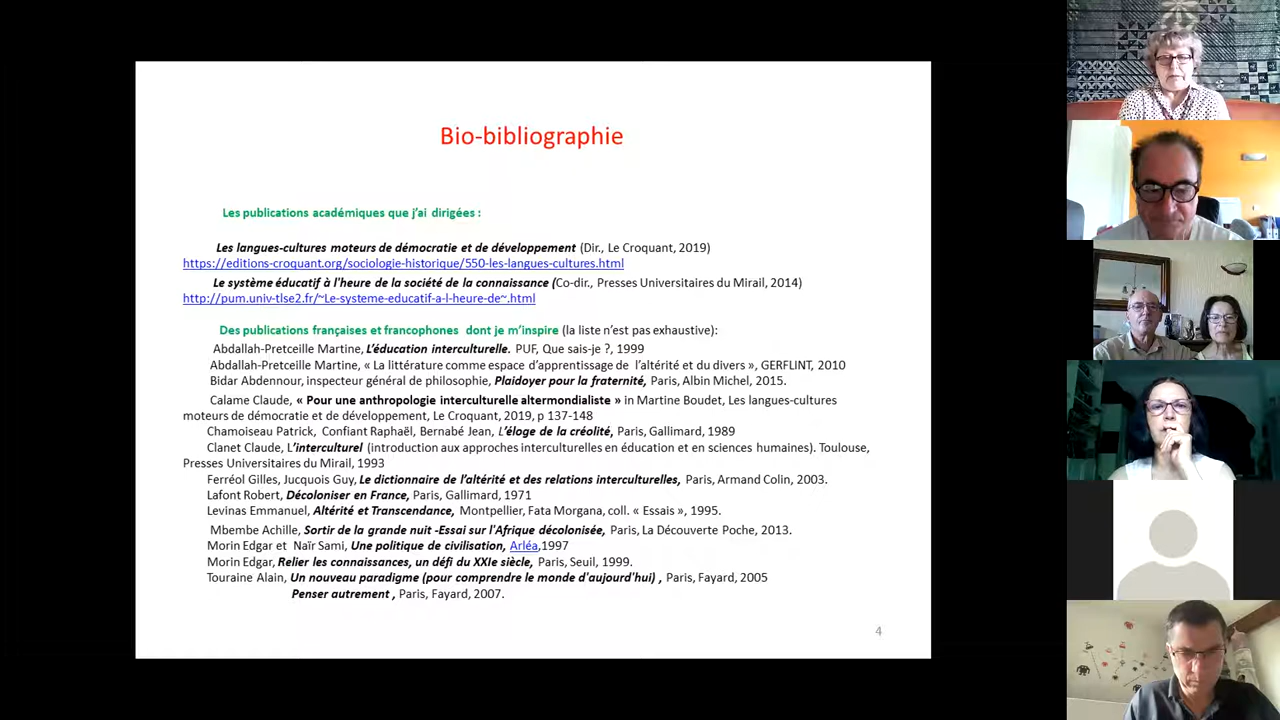 Bio-bibliographie
Les publications académiques que j'ai dirigées :
Les langues-cultures moteurs de démocratie et de développement (Dir., Le Croquant, 2019)
https://editions-croquant.org/sociologie-historique/550-les-langues-cultures.html
Le système éducatif à l'heure de la société de la connaissance (Co-dir., Presses Universitaires du Mirail, 2014)
http://pum.univ-tlse2.fr/~Le-systeme-educatif-a-l-heure-de~.html
Des publications françaises et francophones dont je m'inspire (la liste n'est pas exhaustive):
Abdallah-Pretceille Martine, L'éducation interculturelle. PUF, Que sais-je ?, 1999
Abdallah-Pretceille Martine, « La littérature comme espace d'apprentissage de l'altérité et du divers », GERFLINT, 2010
Bidar Abdennour, inspecteur général de philosophie, Plaidoyer pour la fraternité, Paris, Albin Michel, 2015.
Calame Claude, « Pour une anthropologie interculturelle altermondialiste » in Martine Boudet, Les langues-cultures
moteurs de démocratie et de développement, Le Croquant, 2019, p 137-148
Chamoiseau Patrick, Confiant Raphaël, Bernabé Jean, L'éloge de la créolité, Paris, Gallimard, 1989
Clanet Claude, L'interculturel (introduction aux approches interculturelles en éducation et en sciences humaines). Toulouse,
Presses Universitaires du Mirail, 1993
Ferréol Gilles, Jucquois Guy, Le dictionnaire de l'altérité et des relations interculturelles, Paris, Armand Colin, 2003.
Lafont Robert, Décoloniser en France, Paris, Gallimard, 1971
Levinas Emmanuel, Altérité et Transcendance, Montpellier, Fata Morgana, coll. « Essais », 1995.
Mbembe Achille, Sortir de la grande nuit -Essai sur l'Afrique décolonisée, Paris, La Découverte Poche, 2013.
Morin Edgar et Naïr Sami, Une politique de civilisation, Arléa,1997
Morin Edgar, Relier les connaissances, un défi du XXIe siècle, Paris, Seuil, 1999.
Touraine Alain, Un nouveau paradigme (pour comprendre le monde d'aujourd'hui) , Paris, Fayard, 2005
Penser autrement , Paris, Fayard, 2007.
4